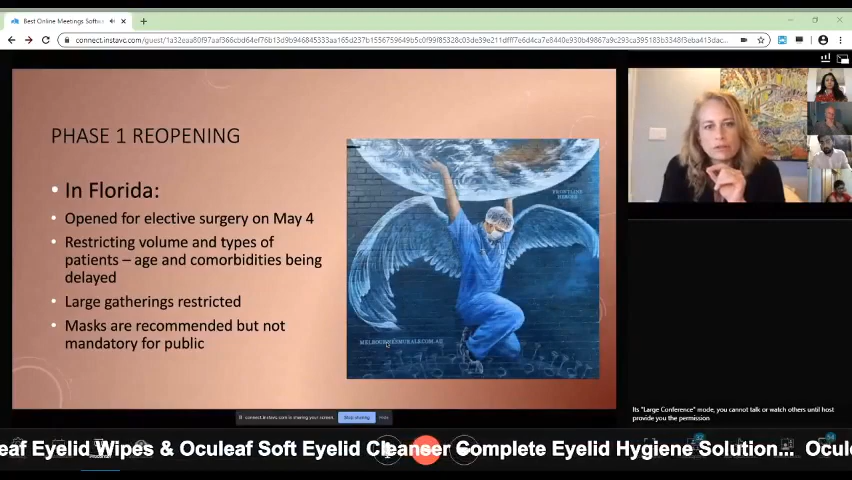 Best Online Meetings Softw
connect.instavc.com/guest/
PHASE 1 REOPENING
• In Florida:
• Opened for elective surgery on May 4
• Restricting volume and types of
patients – age and comorbidities being
delayed
• Large gatherings restricted
• Masks are recommended but not
mandatory for public
FRONTLINE
HEROES
connect.instavc.com is sharing your screen.
Stop sharing
Hide
Its "Large Conference" mode, you cannot talk or watch others until host
provide you the permission
eaf Eyelid Wipes & Oculeaf Soft Eyelid Cleanser Complete Eyelid Hygiene Solution... Ocule